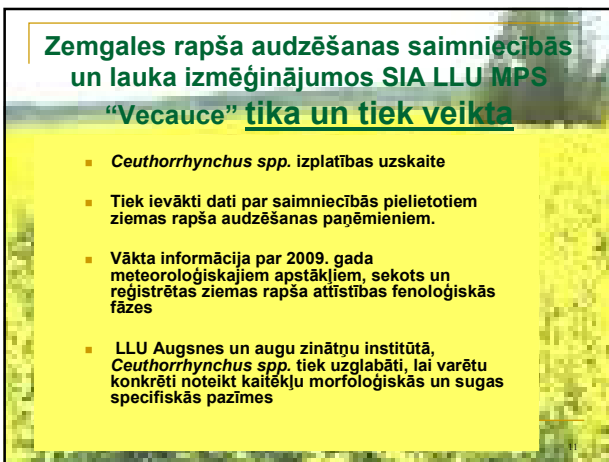 Zemgales rapša audzēšanas saimniecībās
un lauka izmēģinājumos SIA LLU MPS
“Vecauce” tika un tiek veikta
Ceuthorrhynchus spp. izplatības uzskaite
Tiek ievākti dati par saimniecībās pielietotiem
ziemas rapša audzēšanas paņēmieniem.
Vākta informācija par 2009. gada
meteoroloģiskajiem apstākļiem, sekots un
reģistrētas ziemas rapša attīstības fenoloģiskās
fāzes
LLU Augsnes un augu zinātņu institūtā,
Ceuthorrhynchus spp. tiek uzglabāti, lai varētu
konkrēti noteikt kaitēkļu morfoloģiskās un sugas
specifiskās pazīmes
11